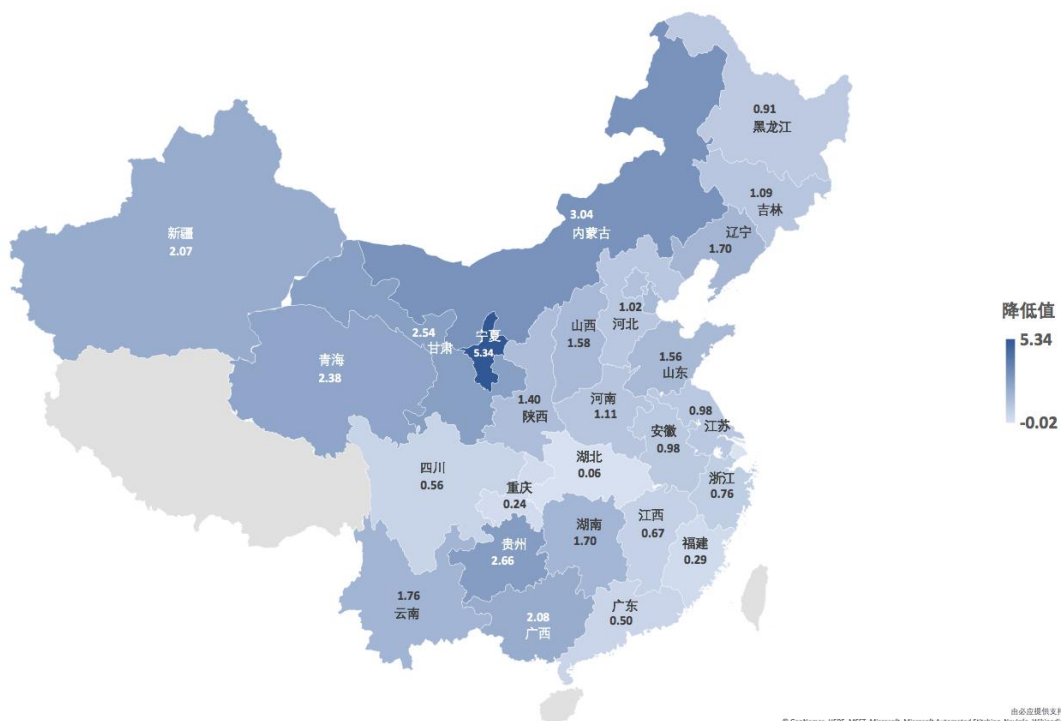 0.91
黑龙江
1.09
吉林
辽宁
1.70
3.04
内蒙古
新疆
2.07
1.02
河北
山西
1.58
2.54
甘肃
宁夏
5.34
青海
2.38
1.56
山东
1.40
陕西
河南
1.11
0.98
江苏
安徽
0.98
湖北
0.06
四川
0.56
重庆
0.24
浙江
0.76
江西
0.67
湖南
1.70
福建
0.29
贵州
2.66
1.76
云南
2.08
广西
广东
0.50
降低值
5.34
-0.02
由必应提供支持